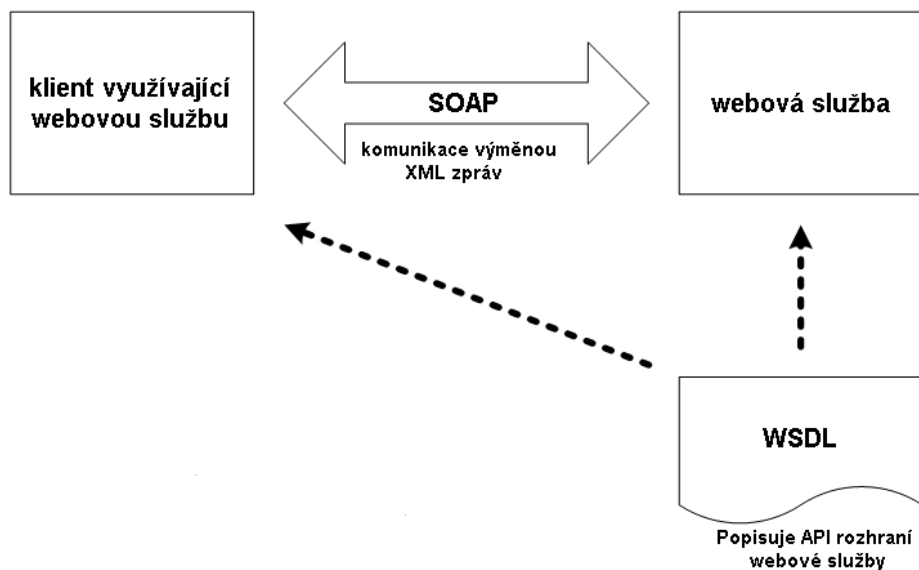 klient využívající
webovou službu
SOAP
komunikace výměnou
XML zpráv
webová služba
WSDL
Popisuje API rozhraní
webové služby